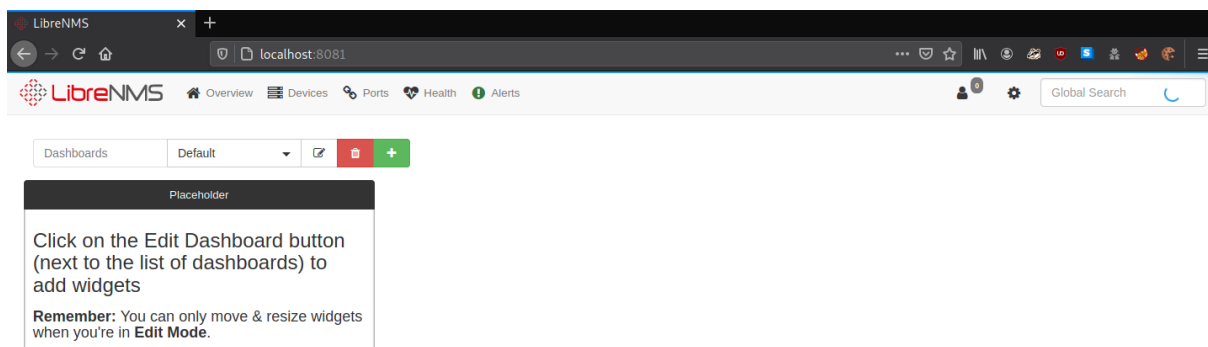 LibreNMS
localhost:8081
LibreNMS Overview Devices Ports Health Alerts 0 Global Search
Dashboards Default
Placeholder
Click on the Edit Dashboard button
(next to the list of dashboards) to
add widgets
Remember: You can only move & resize widgets
when you're in Edit Mode.